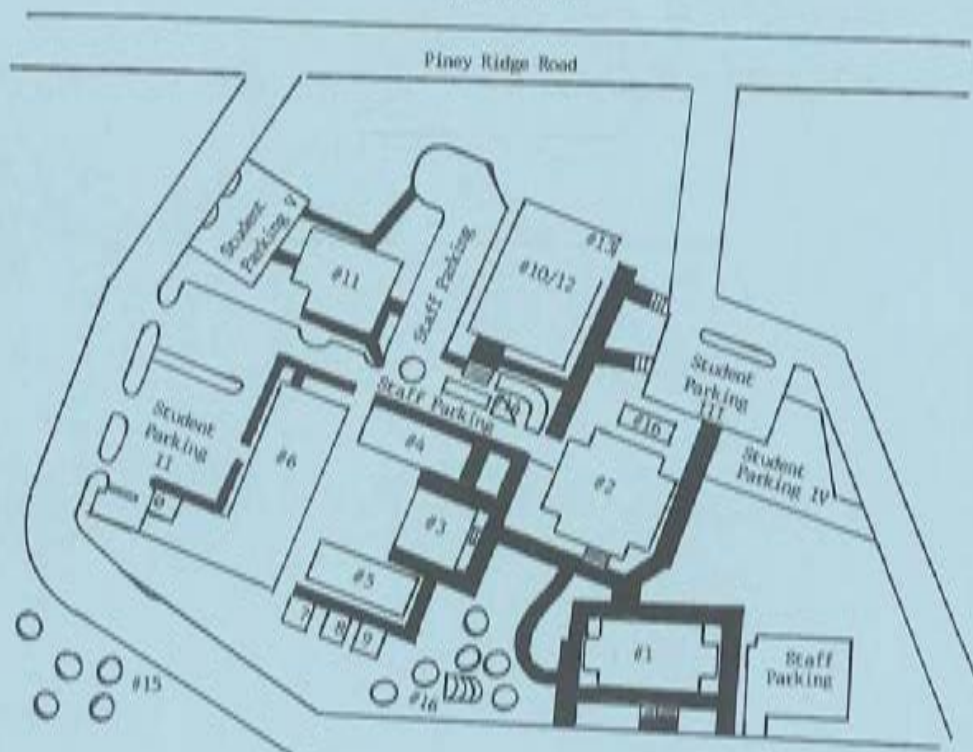 Piney Ridge Road
Student
Parking V
#11
Staff Parking
#13
#10/12
Student
Parking
III
Staff Parking
#16
Student
Parking IV
Student
Parking
II
#6
#4
#2
#3
#5
7
8
9
#1
Staff
Parking
#15
#16